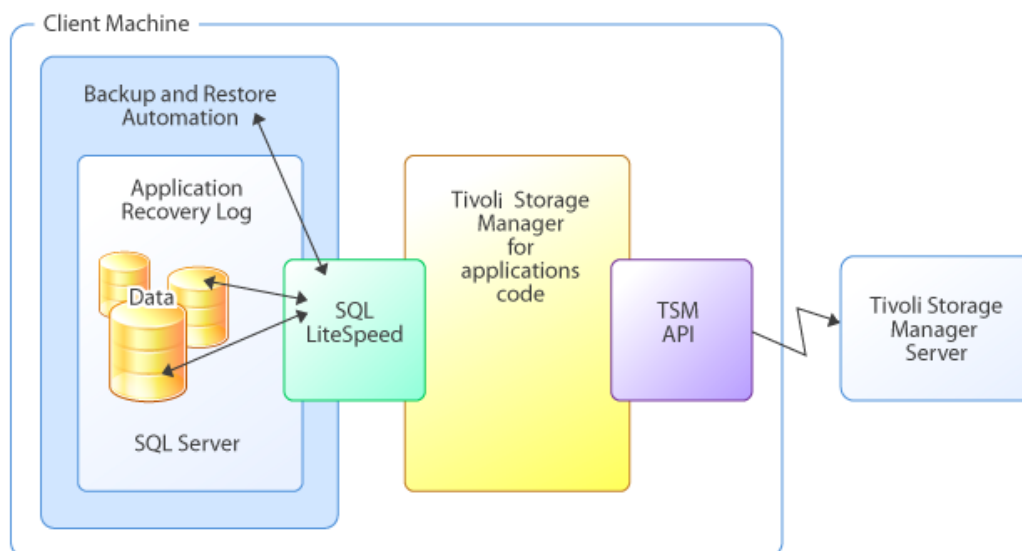 Client Machine
Backup and Restore
Automation
Application
Recovery Log
Data
SQL Server
SQL
LiteSpeed
Tivoli Storage
Manager
for
applications
code
TSM
API
Tivoli Storage
Manager
Server